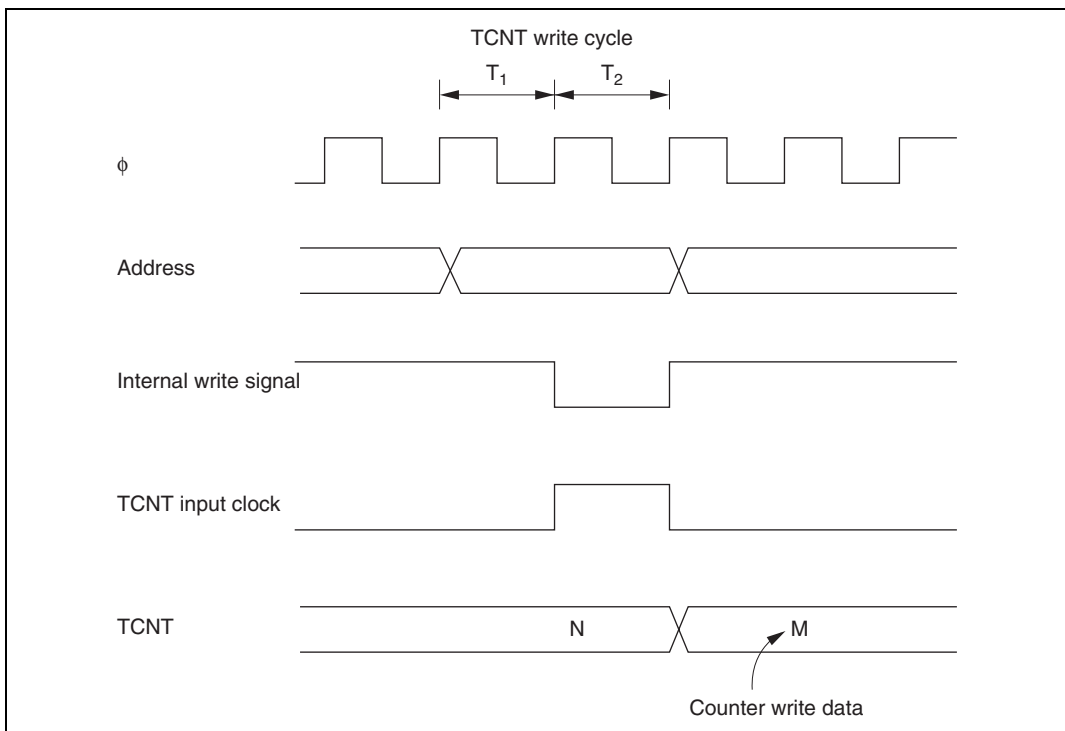 TCNT write cycle
T₁ T₂
ϕ
Address
Internal write signal
TCNT input clock
TCNT N M
Counter write data